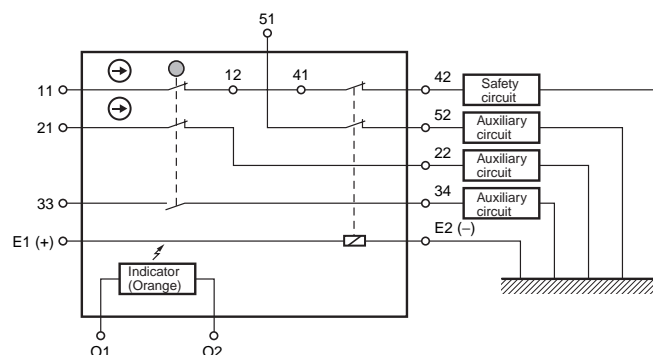 51
11
12
41
42
Safety
circuit
21
52
Auxiliary
circuit
22
Auxiliary
circuit
33
34
Auxiliary
circuit
E1 (+)
E2 (−)
Indicator
(Orange)
O1
O2